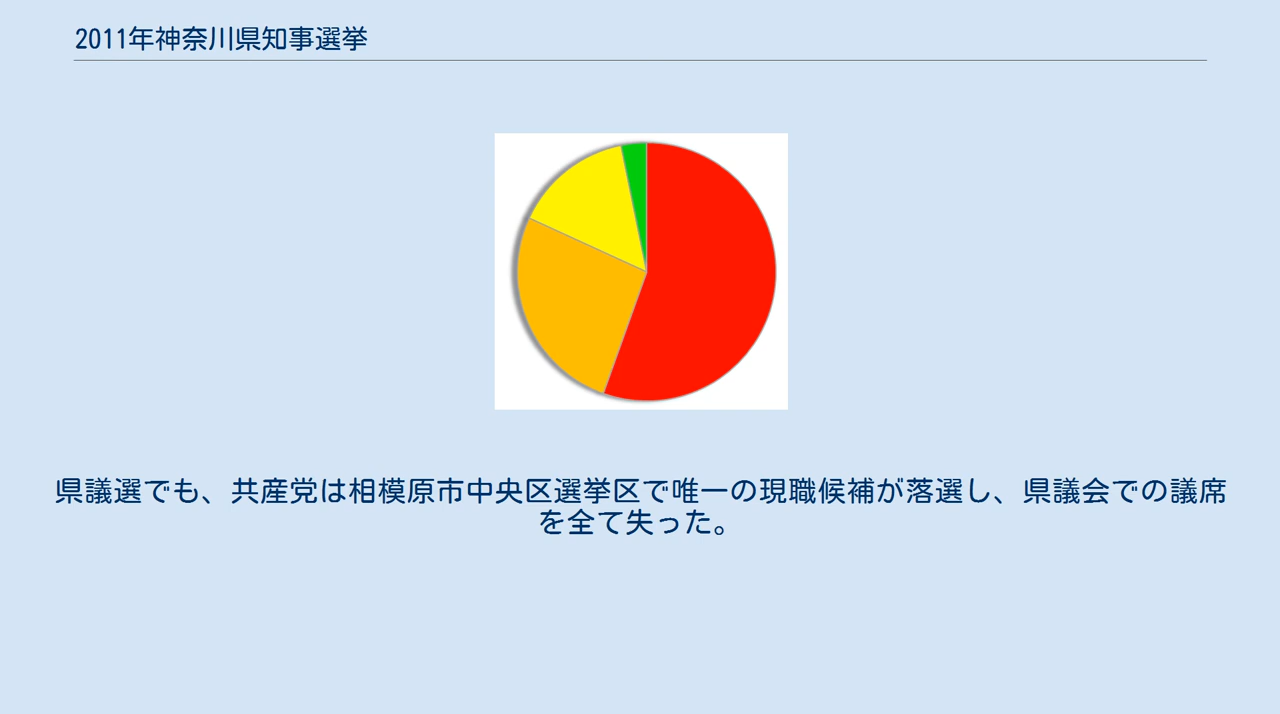 2011年神奈川県知事選挙
県議選でも、共産党は相模原市中央区選挙区で唯一の現職候補が落選し、県議会での議席
を全て失った。